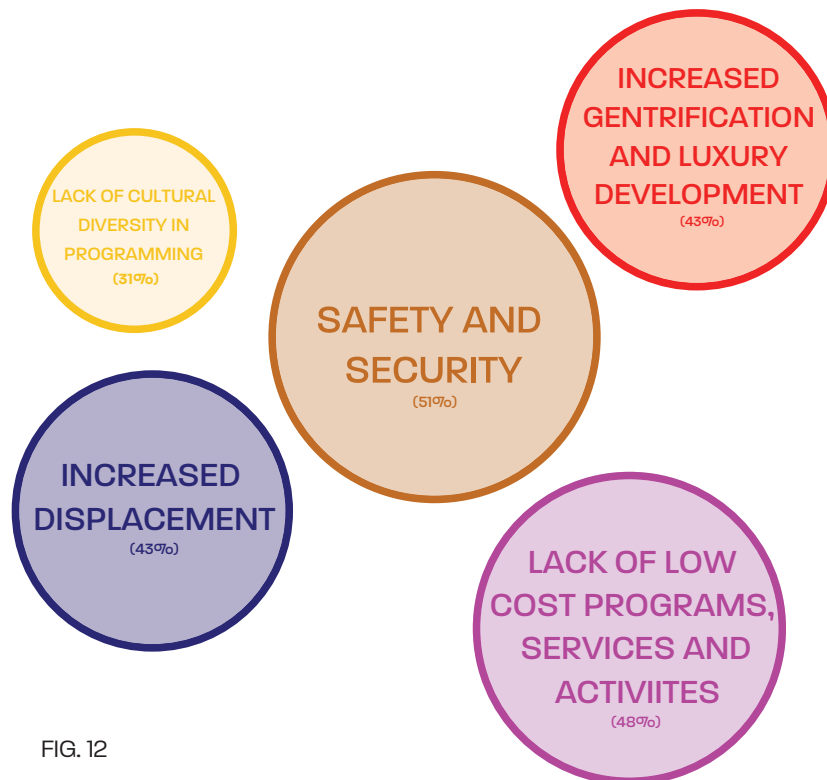 INCREASED
GENTRIFICATION
AND LUXURY
DEVELOPMENT
(43%)
LACK OF CULTURAL
DIVERSITY IN
PROGRAMMING
(31%)
SAFETY AND
SECURITY
(51%)
INCREASED
DISPLACEMENT
(43%)
LACK OF LOW
COST PROGRAMS,
SERVICES AND
ACTIVIITES
(48%)
FIG. 12